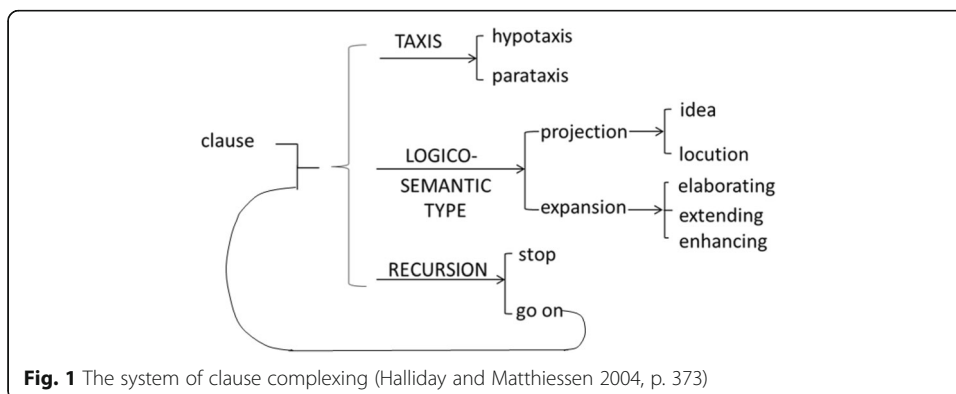 TAXIS
hypotaxis
parataxis
clause
LOGICO-
SEMANTIC
TYPE
projection
idea
locution
expansion
elaborating
extending
enhancing
RECURSION
stop
go on
Fig. 1 The system of clause complexing (Halliday and Matthiessen 2004, p. 373)